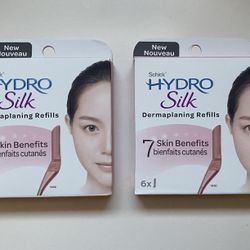 New
Nouveau
HYDRO
Silk
Dermaplaning Refills
Skin Benefits
bienfaits cutanés
New
Nouveau
Schick
HYDRO
Silk
Dermaplaning Refills
7 Skin Benefits
bienfaits cutanés
6x